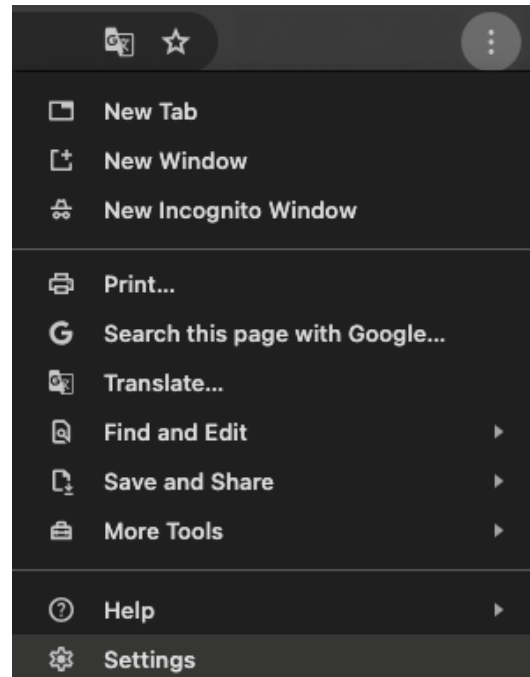 New Tab
New Window
New Incognito Window
Print...
Search this page with Google...
Translate...
Find and Edit
Save and Share
More Tools
Help
Settings